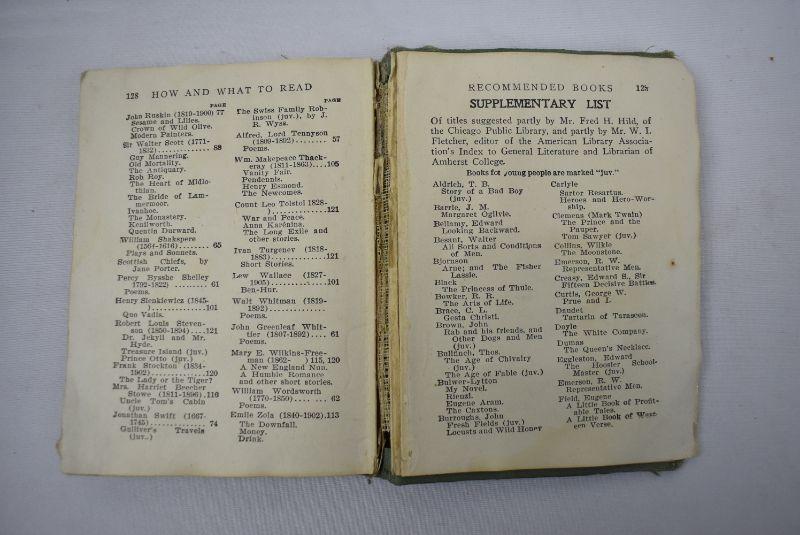 128 HOW AND WHAT TO READ
PAGE
John Ruskin (1819-1900) 77
Sesame and Lilies.
Crown of Wild Olive.
Modern Painters.
Sir Walter Scott (1771-
1832) .............. 88
Guy Mannering.
Old Mortality.
The Antiquary.
Rob Roy.
The Heart of Midlo-
thian.
The Bride of Lam-
mermoor.
Ivanhoe.
The Monastery.
Kenilworth.
Quentin Durward.
William Shakspere
(1564-1616) ........ 65
Plays and Sonnets.
Scottish Chiefs, by
Jane Porter.
Percy Bysshe Shelley
1792-1822) ......... 61
Poems.
Henry Sienkiewicz (1845-
) .............101
Quo Vadis.
Robert Louis Steven-
son (1850-1894) ....121
Dr. Jekyll and Mr.
Hyde.
Treasure Island (juv.)
Prince Otto (juv.)
Frank Stockton (1834-
1902) ..............120
The Lady or the Tiger?
Mrs. Harriet Beecher
Stowe (1811-1896) .116
Uncle Tom's Cabin
(juv.)
Jonathan Swift (1667-
1745) .............. 74
Gulliver's Travels
(juv.)
PAGE
The Swiss Family Rob-
inson (juv.), by J.
R. Wyss.
Alfred, Lord Tennyson
(1809-1892) ........ 57
Poems.
Wm. Makepeace Thack-
eray (1811-1863)....105
Vanity Fair.
Pendennis.
Henry Esmond.
The Newcomes.
Count Leo Tolstoi 1828-
) .............121
War and Peace.
Anna Karénina.
The Long Exile and
other stories.
Ivan Turgenev (1818-
1883)..............121
Short Stories.
Lew Wallace (1827-
1905) ..............101
Ben-Hur.
Walt Whitman (1819-
1892) ..............
Poems.
John Greenleaf Whit-
tier (1807-1892) .... 61
Poems.
Mary E. Wilkins-Free-
man (1862- ) 115, 120
A New England Nun.
A Humble Romance
and other short stories.
William Wordsworth
(1770-1850) ........ 62
Poems.
Emile Zola (1840-1902).113
The Downfall.
Money.
Drink.
RECOMMENDED BOOKS
SUPPLEMENTARY LIST
Of titles suggested partly by Mr. Fred H. Hild, of
the Chicago Public Library, and partly by Mr. W. I.
Fletcher, editor of the American Library Associa-
tion's Index to General Literature and Librarian of
Amherst College.
Books for young people are marked "juv."
Aldrich, T. B.
Story of a Bad Boy
(juv.)
Barrie, J. M.
Margaret Ogilvie.
Bellamy, Edward
Looking Backward.
Besant, Walter
All Sorts and Conditions
of Men.
Bjornson
Arne; and The Fisher
Lassie.
Black
The Princess of Thule.
Bowker, R. R.
The Arts of Life.
Brace, C. L.
Gesta Christi.
Brown, John
Rab and his friends, and
Other Dogs and Men
(juv.)
Bulfinch, Thos.
The Age of Chivalry
(juv.)
The Age of Fable (juv.)
Bulwer-Lytton
My Novel.
Rienzi.
Eugene Aram.
The Caxtons.
Burroughs, John
Fresh Fields (juv.)
Locusts and Wild Honey
Carlyle
Sartor Resartus.
Heroes and Hero-Wor-
ship.
Clemens (Mark Twain)
The Prince and the
Pauper.
Tom Sawyer (juv.)
Collins, Wilkie
The Moonstone.
Emerson, R. W.
Representative Men.
Creasy, Edward S., Sir
Fifteen Decisive Battles.
Curtis, George W.
Prue and I.
Daudet
Tartarin of Tarascon.
Doyle
The White Company.
Dumas
The Queen's Necklace.
Eggleston, Edward
The Hoosier School-
Master (juv.)
Emerson, R. W.
Representative Men.
Field, Eugene
A Little Book of Profit-
able Tales.
A Little Book of West-
ern Verse.